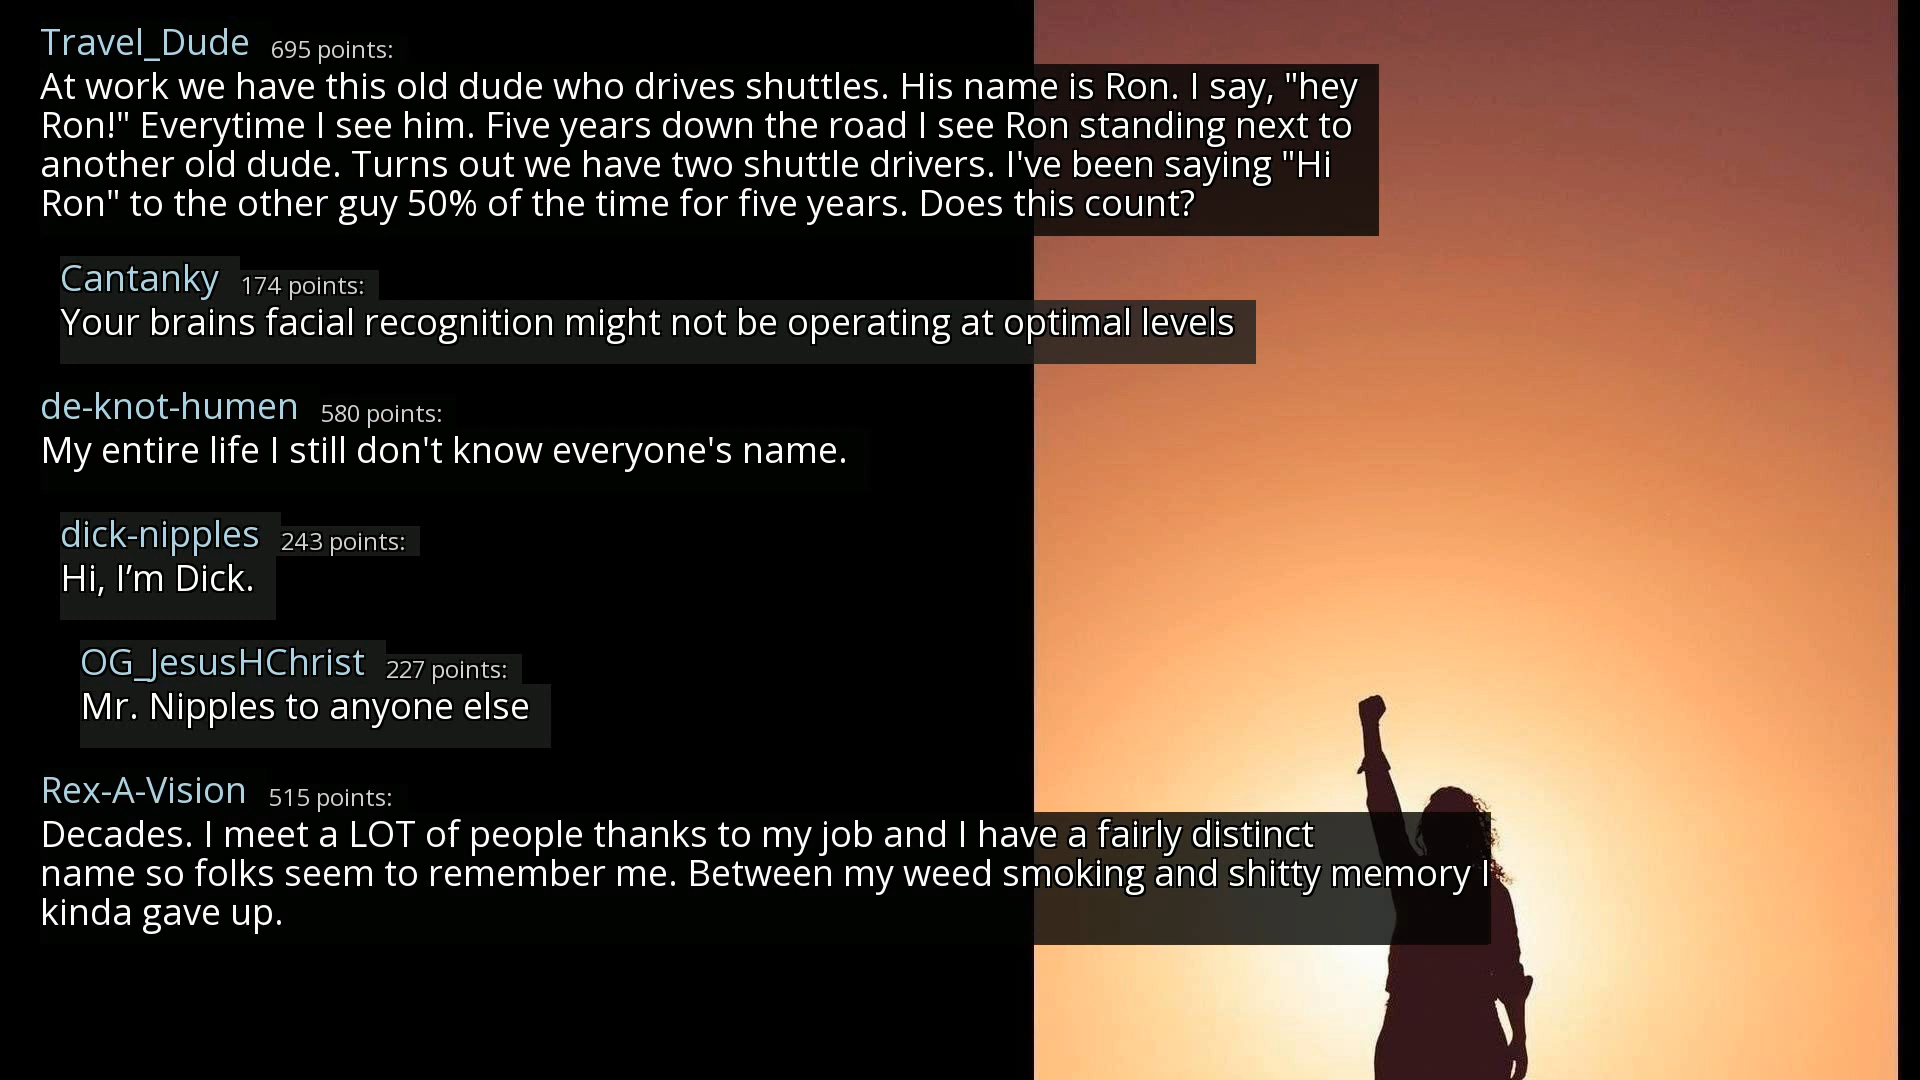 Travel_Dude 695 points:
At work we have this old dude who drives shuttles. His name is Ron. I say, "hey
Ron!" Everytime I see him. Five years down the road I see Ron standing next to
another old dude. Turns out we have two shuttle drivers. I've been saying "Hi
Ron" to the other guy 50% of the time for five years. Does this count?
Cantanky 174 points:
Your brains facial recognition might not be operating at optimal levels
de-knot-humen 580 points:
My entire life I still don't know everyone's name.
dick-nipples 243 points:
Hi, I’m Dick.
OG_JesusHChrist 227 points:
Mr. Nipples to anyone else
Rex-A-Vision 515 points:
Decades. I meet a LOT of people thanks to my job and I have a fairly distinct
name so folks seem to remember me. Between my weed smoking and shitty memory I
kinda gave up.